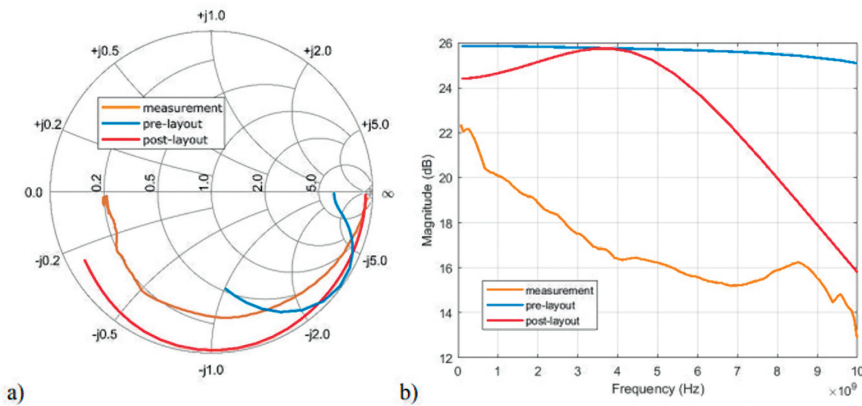 +j1.0
+j0.5
+j2.0
measurement
pre-layout
post-layout
+j0.2
+j5.0
0.0
0.2
0.5
1.0
2.0
5.0
∞
-j0.2
-j5.0
-j0.5
-j2.0
-j1.0
a)
26
24
22
20
18
16
14
12
Magnitude (dB)
measurement
pre-layout
post-layout
0 1 2 3 4 5 6 7 8 9 10
Frequency (Hz)
×10⁹
b)